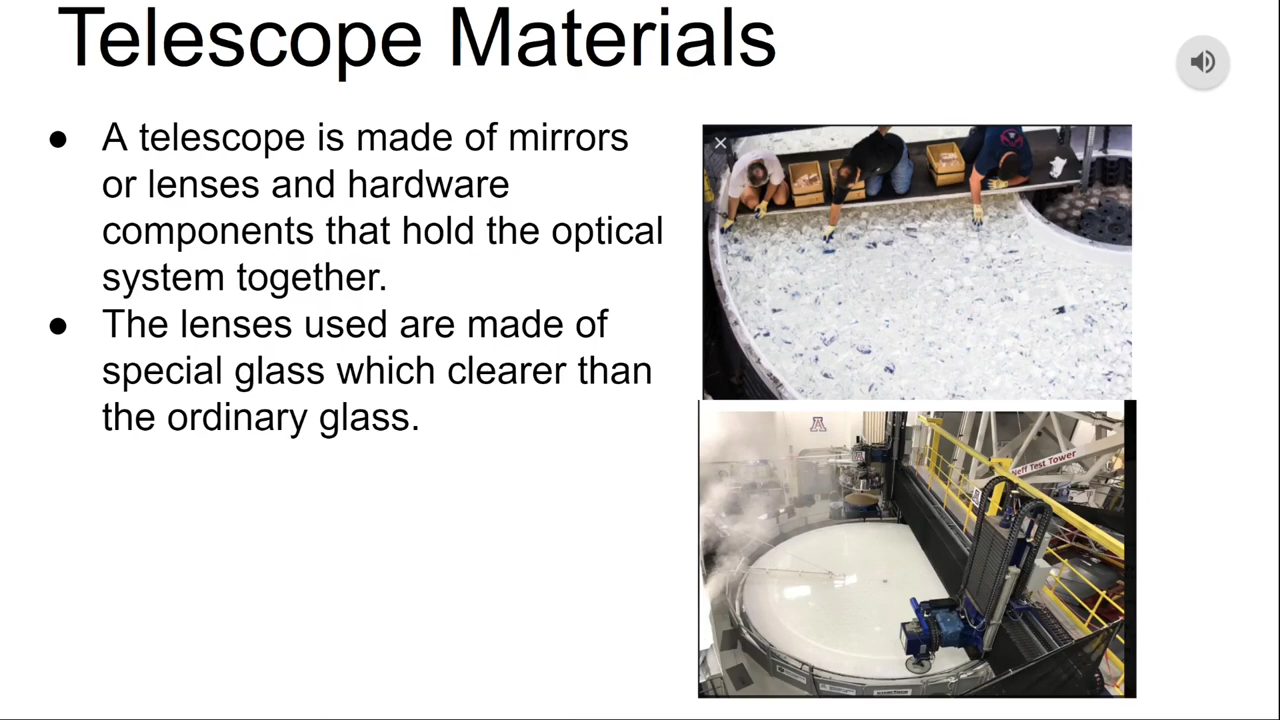 Telescope Materials
● A telescope is made of mirrors
or lenses and hardware
components that hold the optical
system together.
● The lenses used are made of
special glass which clearer than
the ordinary glass.
A
Neff Test Tower